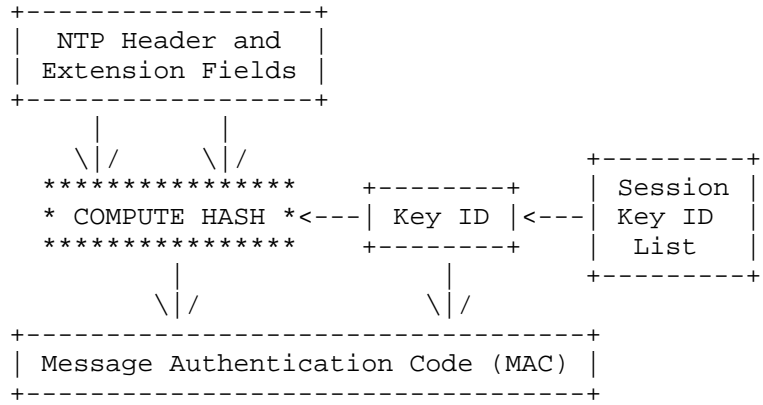 +------------------+
|  NTP Header and  |
| Extension Fields |
+------------------+
     |       |
    \|/     \|/                     +---------+
  ****************   +--------+     | Session |
  * COMPUTE HASH *<---| Key ID |<---| Key ID  |
  ****************   +--------+     |  List   |
          |               |         +---------+
         \|/             \|/
+-----------------------------------+
| Message Authentication Code (MAC) |
+-----------------------------------+